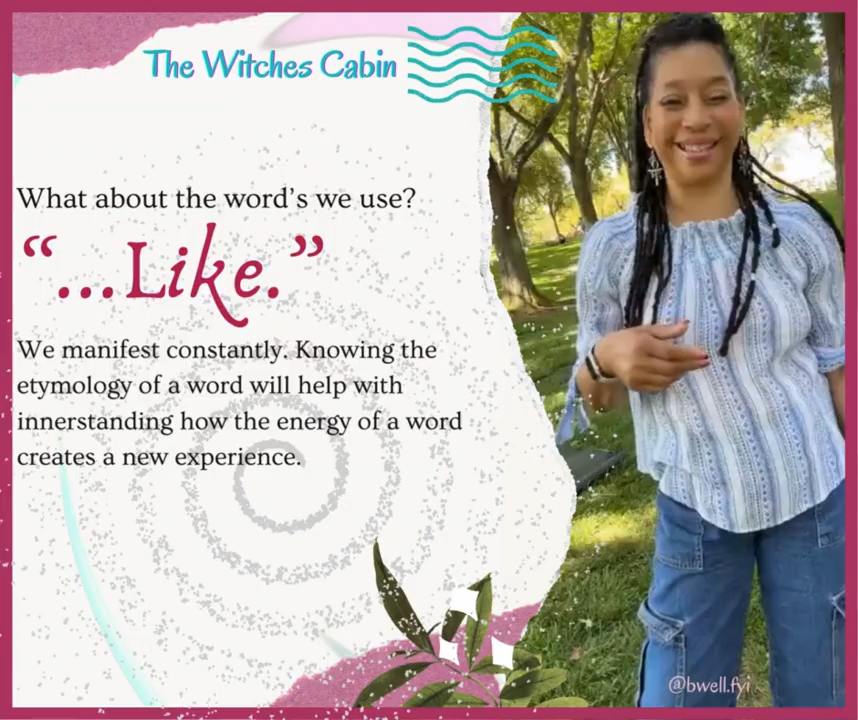 The Witches Cabin
What about the word's we use?
“...Like.”
We manifest constantly. Knowing the
etymology of a word will help with
innerstanding how the energy of a word
creates a new experience.
@bwell.fyi